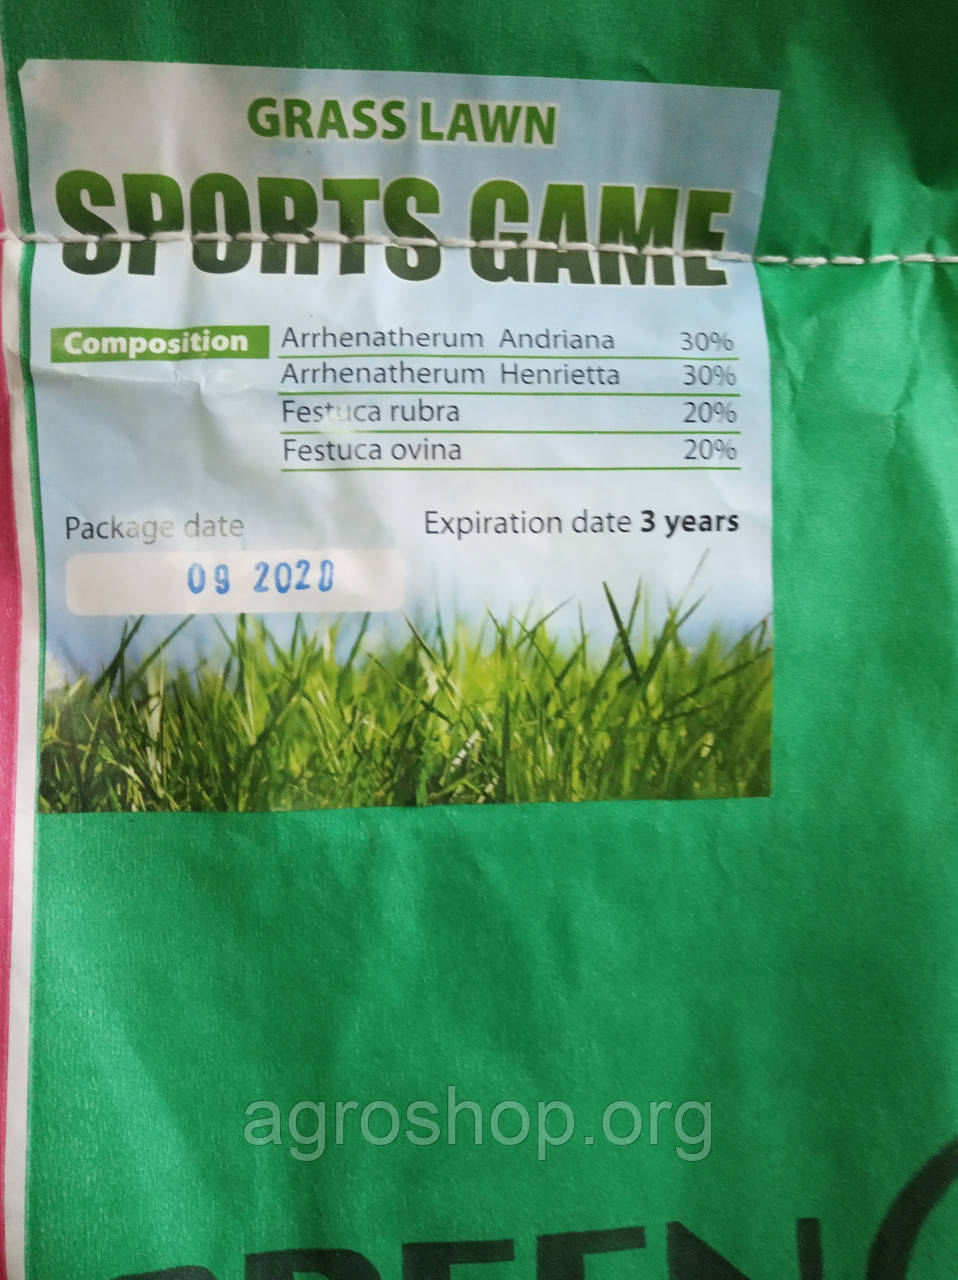 GRASS LAWN
SPORTS GAME
Composition
Arrhenatherum Andriana 30%
Arrhenatherum Henrietta 30%
Festuca rubra 20%
Festuca ovina 20%
Package date
09 2020
Expiration date 3 years
agroshop.org